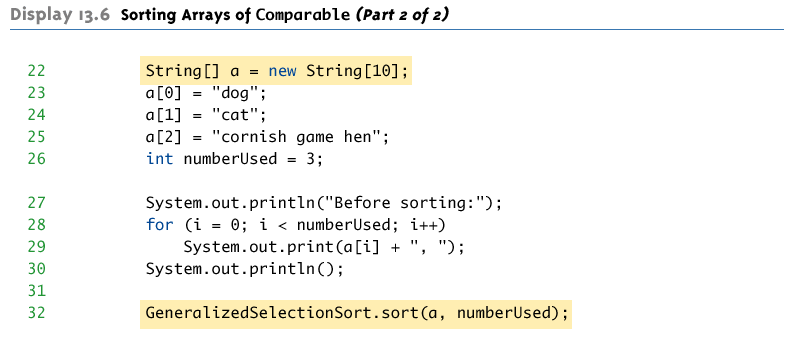 Display 13.6 Sorting Arrays of Comparable (Part 2 of 2)
22 String[] a = new String[10];
23 a[0] = "dog";
24 a[1] = "cat";
25 a[2] = "cornish game hen";
26 int numberUsed = 3;
27 System.out.println("Before sorting:");
28 for (i = 0; i < numberUsed; i++)
29 System.out.print(a[i] + ", ");
30 System.out.println();
31
32 GeneralizedSelectionSort.sort(a, numberUsed);